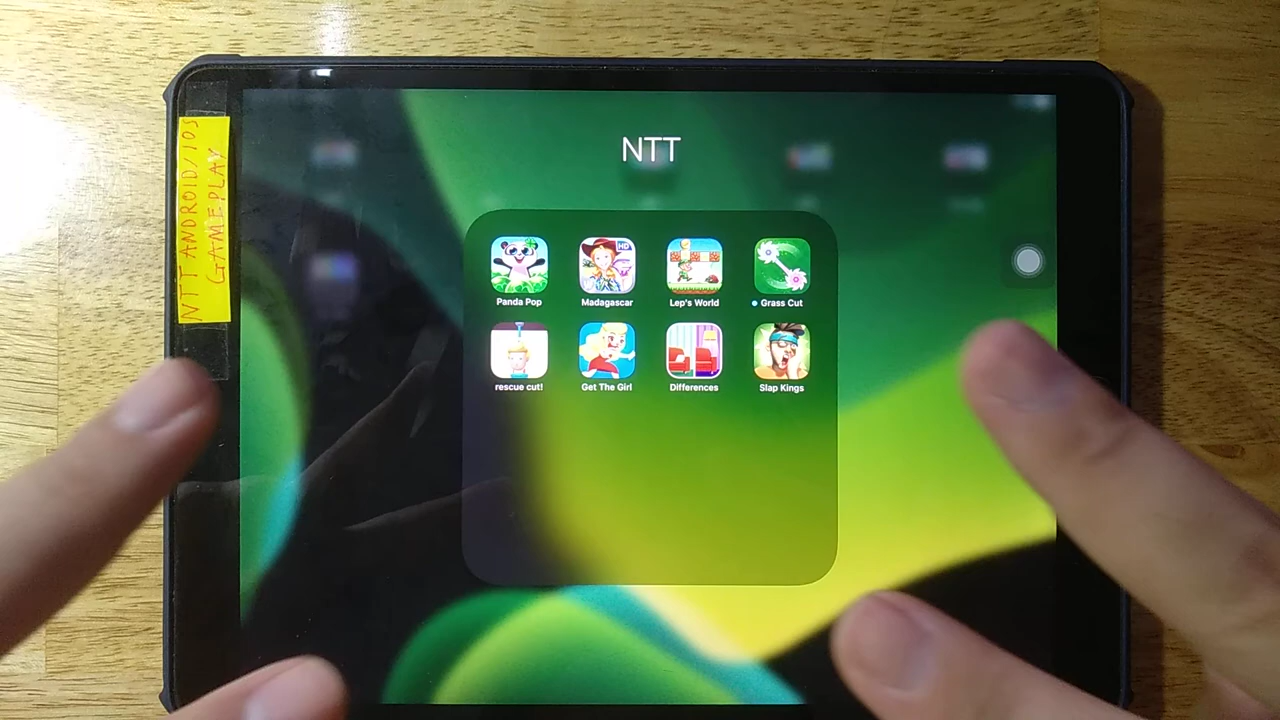 NTT ANDROID/IOS
GAMEPLAY
NTT
HD
Panda Pop
Madagascar
Lep's World
Grass Cut
rescue cut!
Get The Girl
Differences
Slap Kings